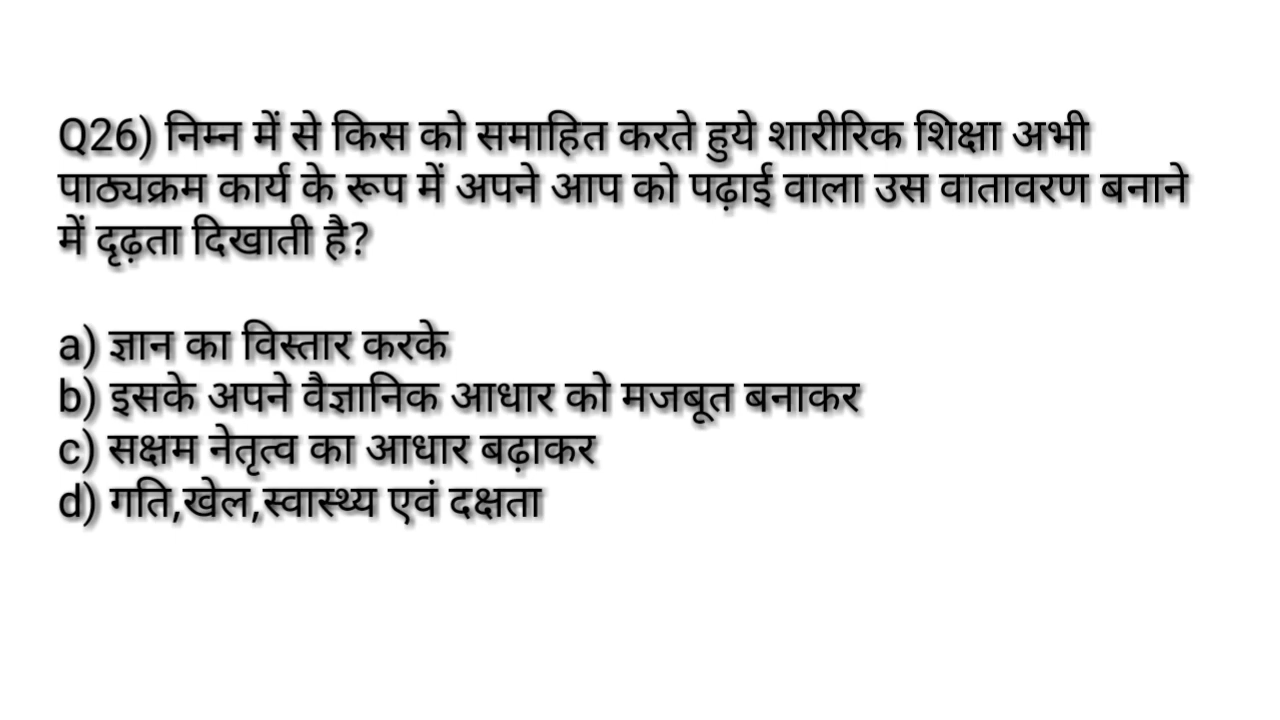 Q26) निम्न में से किस को समाहित करते हुये शारीरिक शिक्षा अभी
पाठ्यक्रम कार्य के रूप में अपने आप को पढ़ाई वाला उस वातावरण बनाने
में दृढ़ता दिखाती है?
a) ज्ञान का विस्तार करके
b) इसके अपने वैज्ञानिक आधार को मजबूत बनाकर
c) सक्षम नेतृत्व का आधार बढ़ाकर
d) गति,खेल,स्वास्थ्य एवं दक्षता